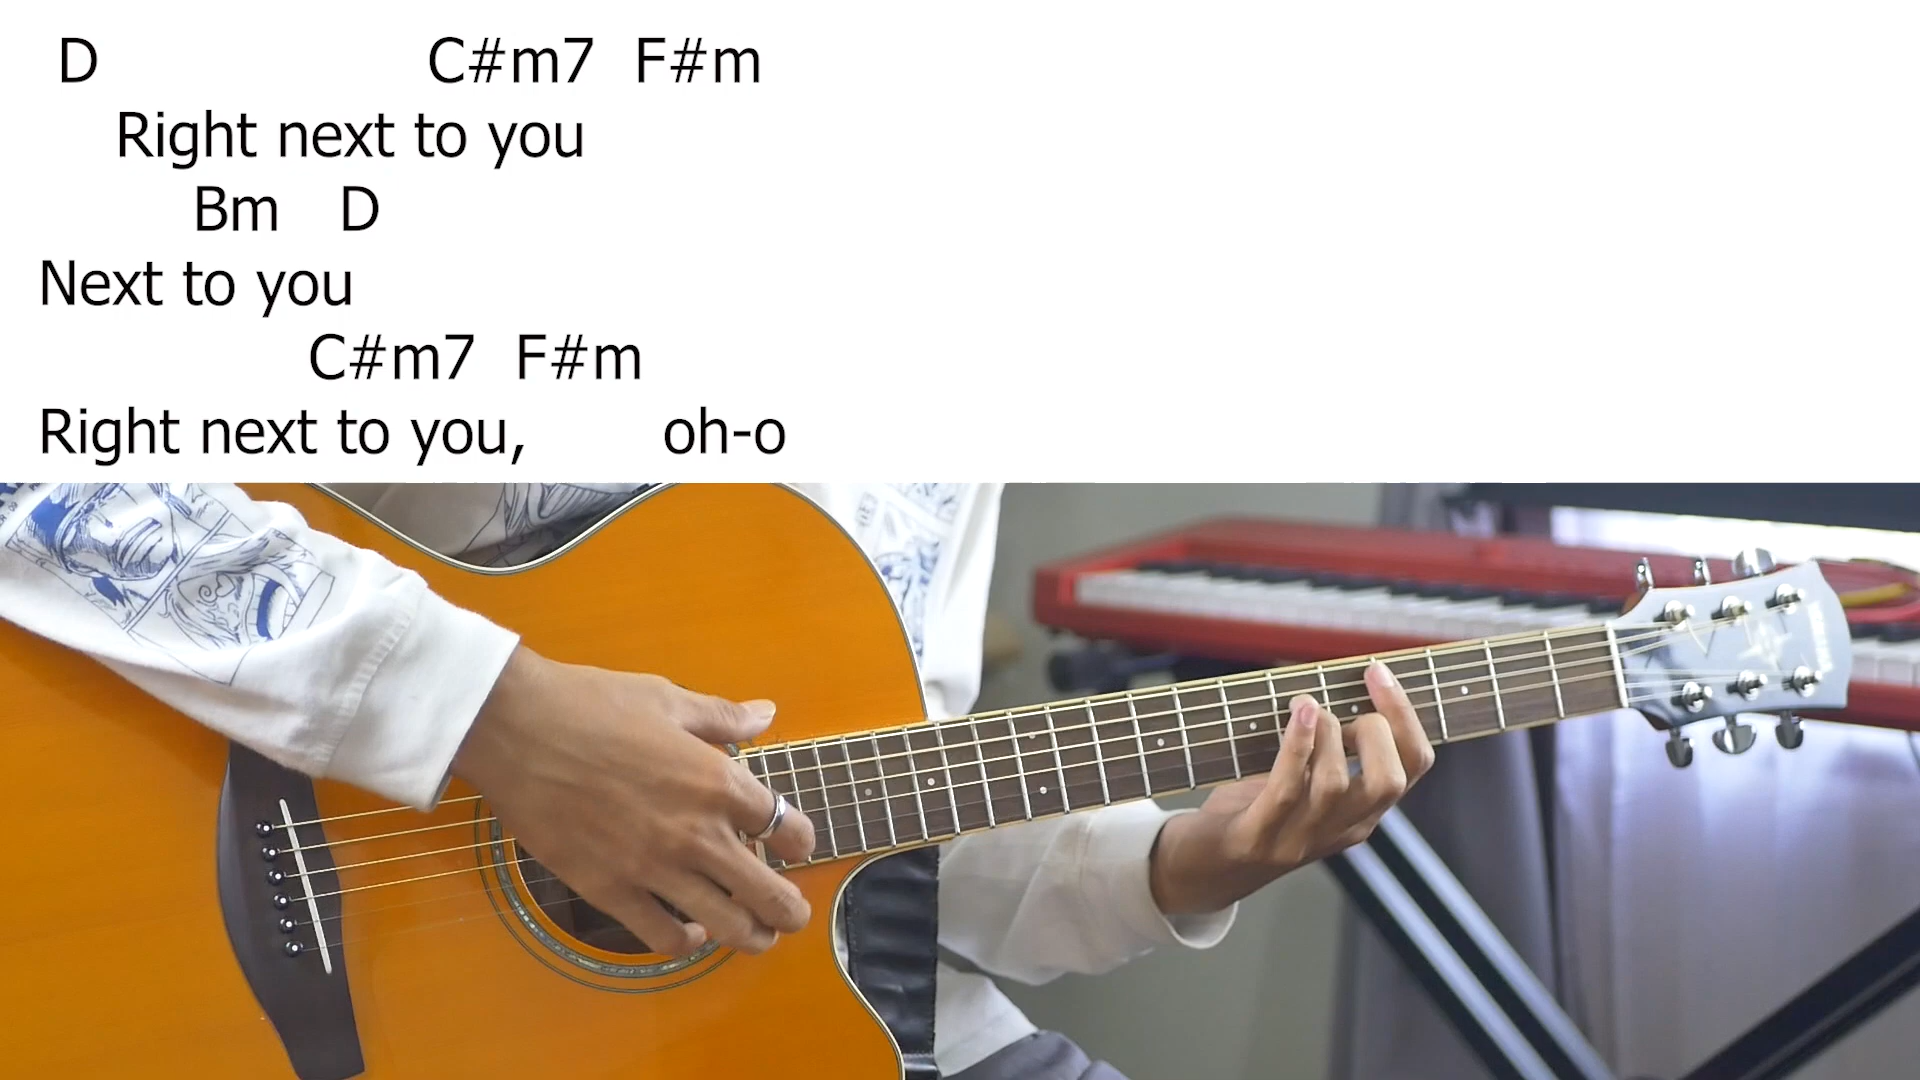 D C#m7 F#m
Right next to you
Bm D
Next to you
C#m7 F#m
Right next to you, oh-o